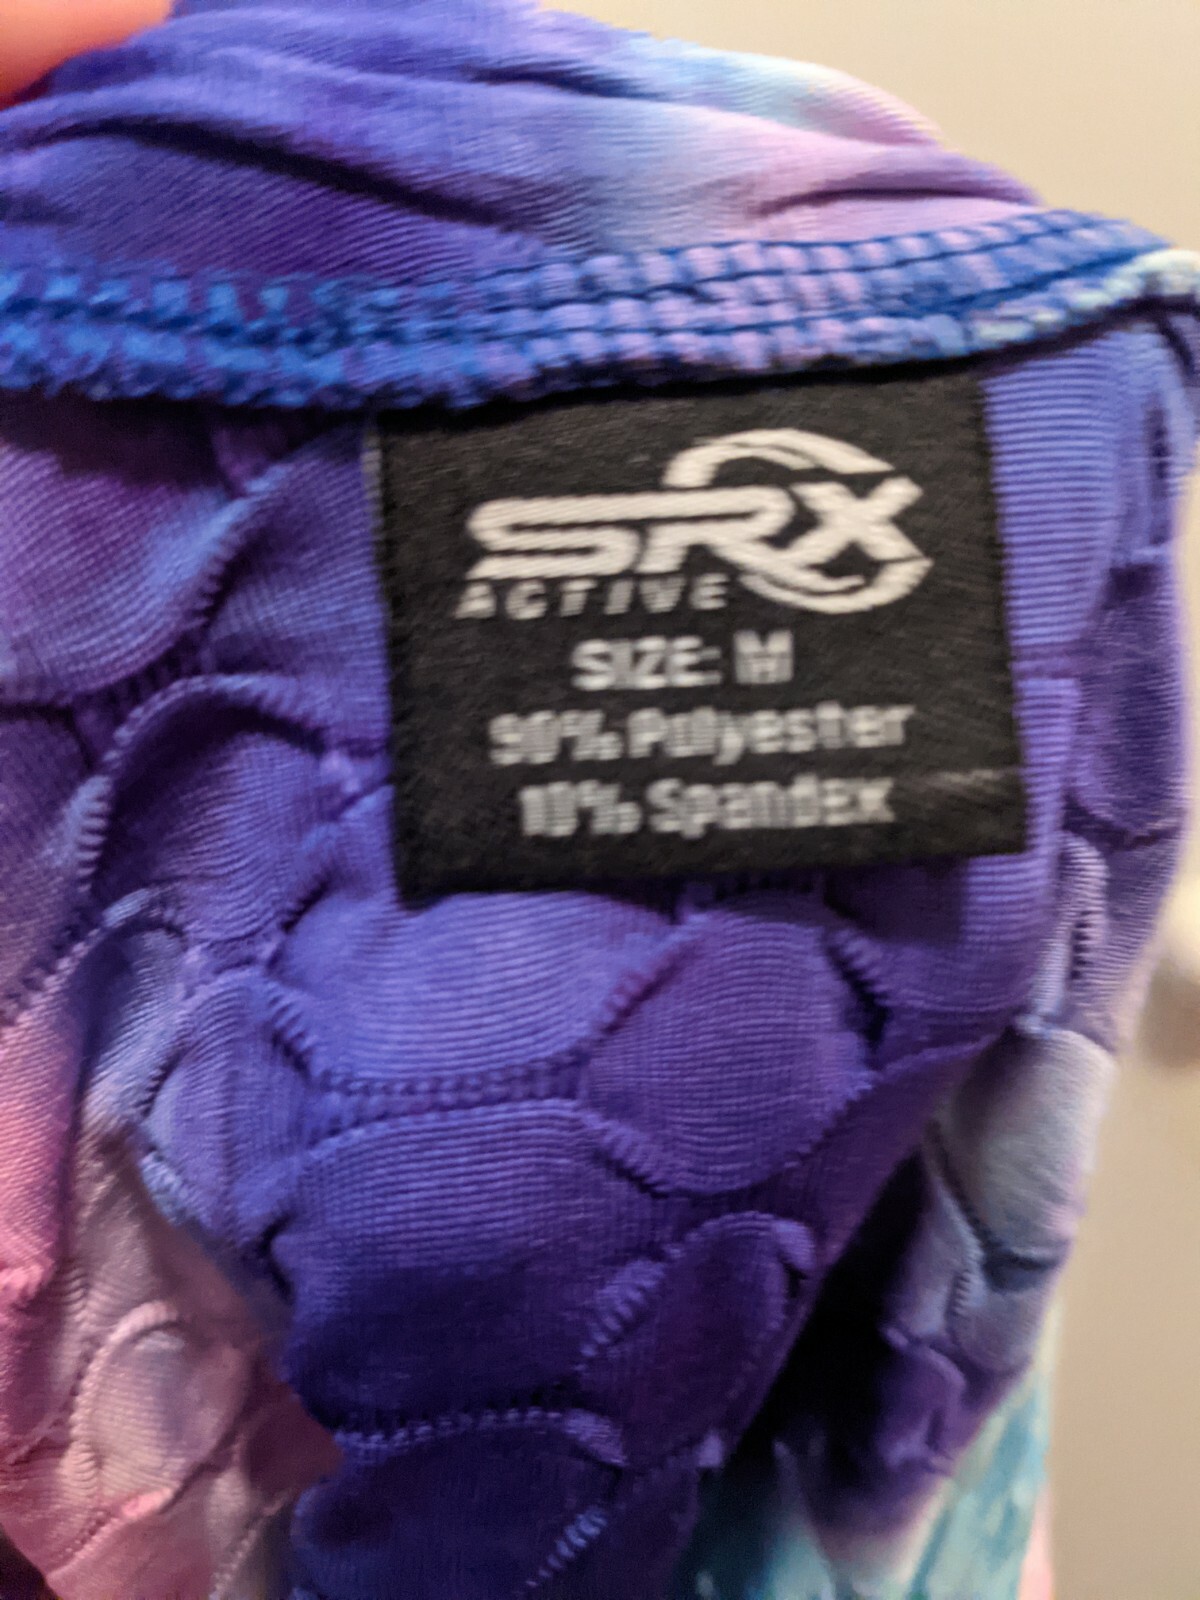 SRX
ACTIVE
SIZE: M
90% Polyester
10% SpandEx